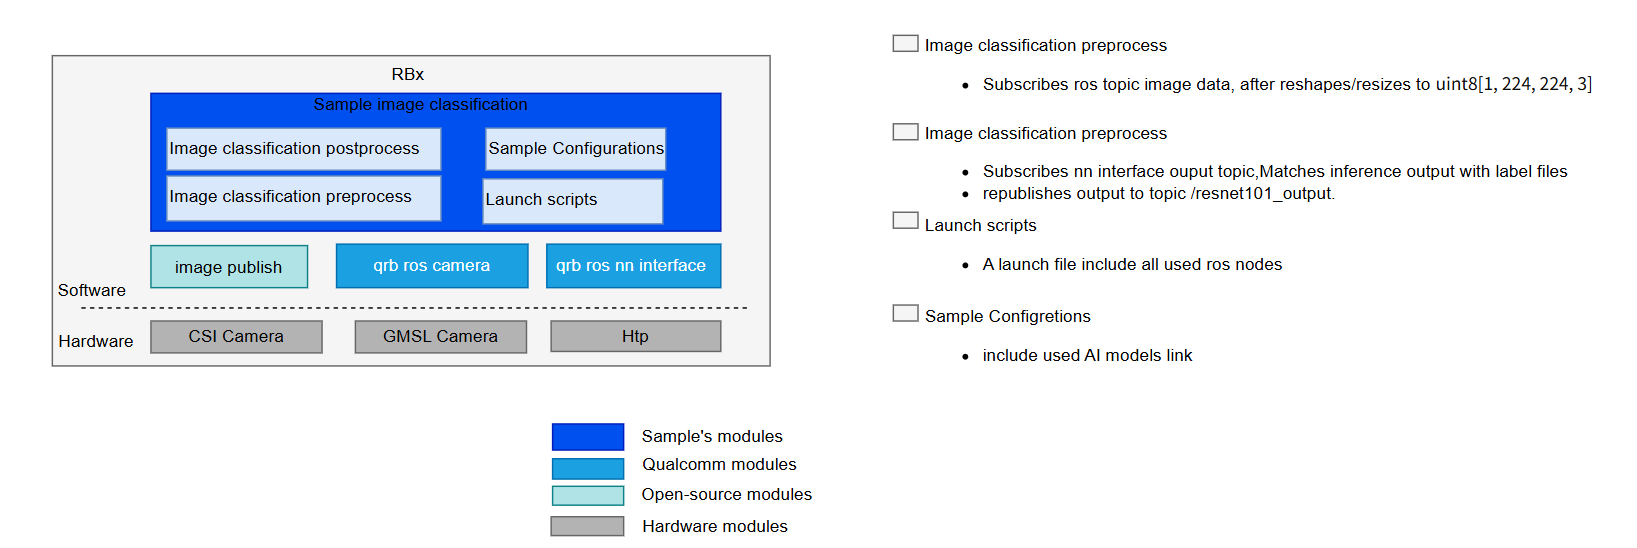 RBx
Sample image classification
Image classification postprocess
Sample Configurations
Image classification preprocess
Launch scripts
image publish
qrb ros camera
qrb ros nn interface
Software
Hardware
CSI Camera
GMSL Camera
Htp
Sample's modules
Qualcomm modules
Open-source modules
Hardware modules
Image classification preprocess
• Subscribes ros topic image data, after reshapes/resizes to uint8[1, 224, 224, 3]
Image classification preprocess
• Subscribes nn interface ouput topic,Matches inference output with label files
• republishes output to topic /resnet101_output.
Launch scripts
• A launch file include all used ros nodes
Sample Configretions
• include used AI models link